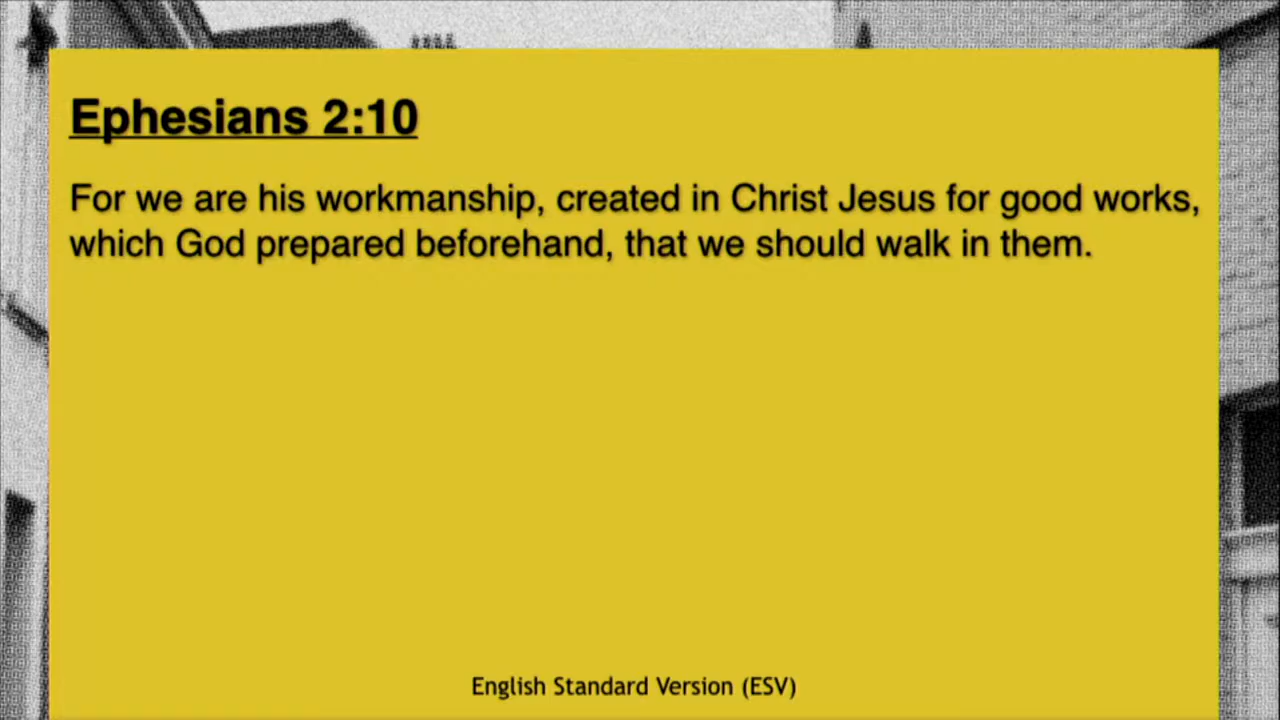 Ephesians 2:10
For we are his workmanship, created in Christ Jesus for good works,
which God prepared beforehand, that we should walk in them.
English Standard Version (ESV)